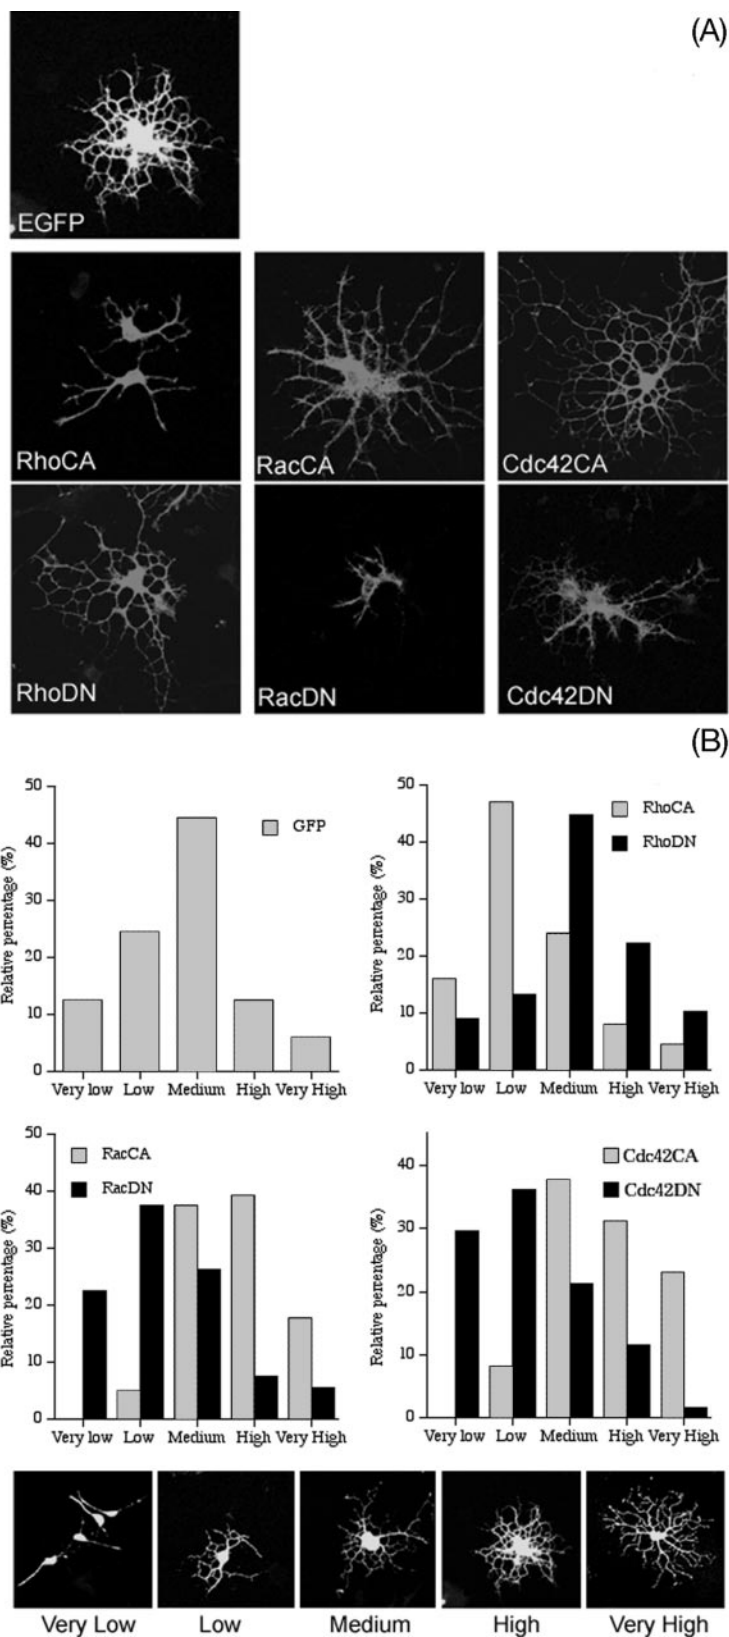 (A)
EGFP
RhoCA
RacCA
Cdc42CA
RhoDN
RacDN
Cdc42DN
(B)
Relative percentage (%)
50
40
30
20
10
0
GFP
Very low Low Medium High Very High
Relative percentage (%)
50
40
30
20
10
0
RhoCA
RhoDN
Very low Low Medium High Very High
Relative percentage (%)
50
40
30
20
10
0
RacCA
RacDN
Very low Low Medium High Very High
Relative percentage (%)
40
30
20
10
0
Cdc42CA
Cdc42DN
Very low Low Medium High Very High
Very Low Low Medium High Very High